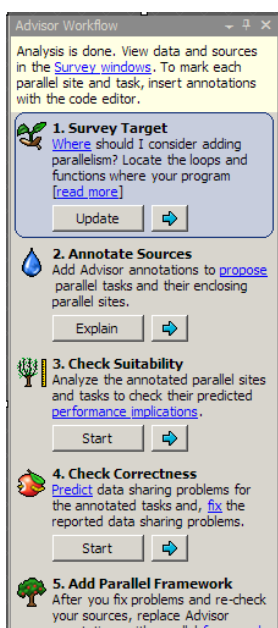 Advisor Workflow
Analysis is done. View data and sources
in the Survey windows. To mark each
parallel site and task, insert annotations
with the code editor.
1. Survey Target
Where should I consider adding
parallelism? Locate the loops and
functions where your program
[read more]
Update
2. Annotate Sources
Add Advisor annotations to propose
parallel tasks and their enclosing
parallel sites.
Explain
3. Check Suitability
Analyze the annotated parallel sites
and tasks to check their predicted
performance implications.
Start
4. Check Correctness
Predict data sharing problems for
the annotated tasks and, fix the
reported data sharing problems.
Start
5. Add Parallel Framework
After you fix problems and re-check
your sources, replace Advisor